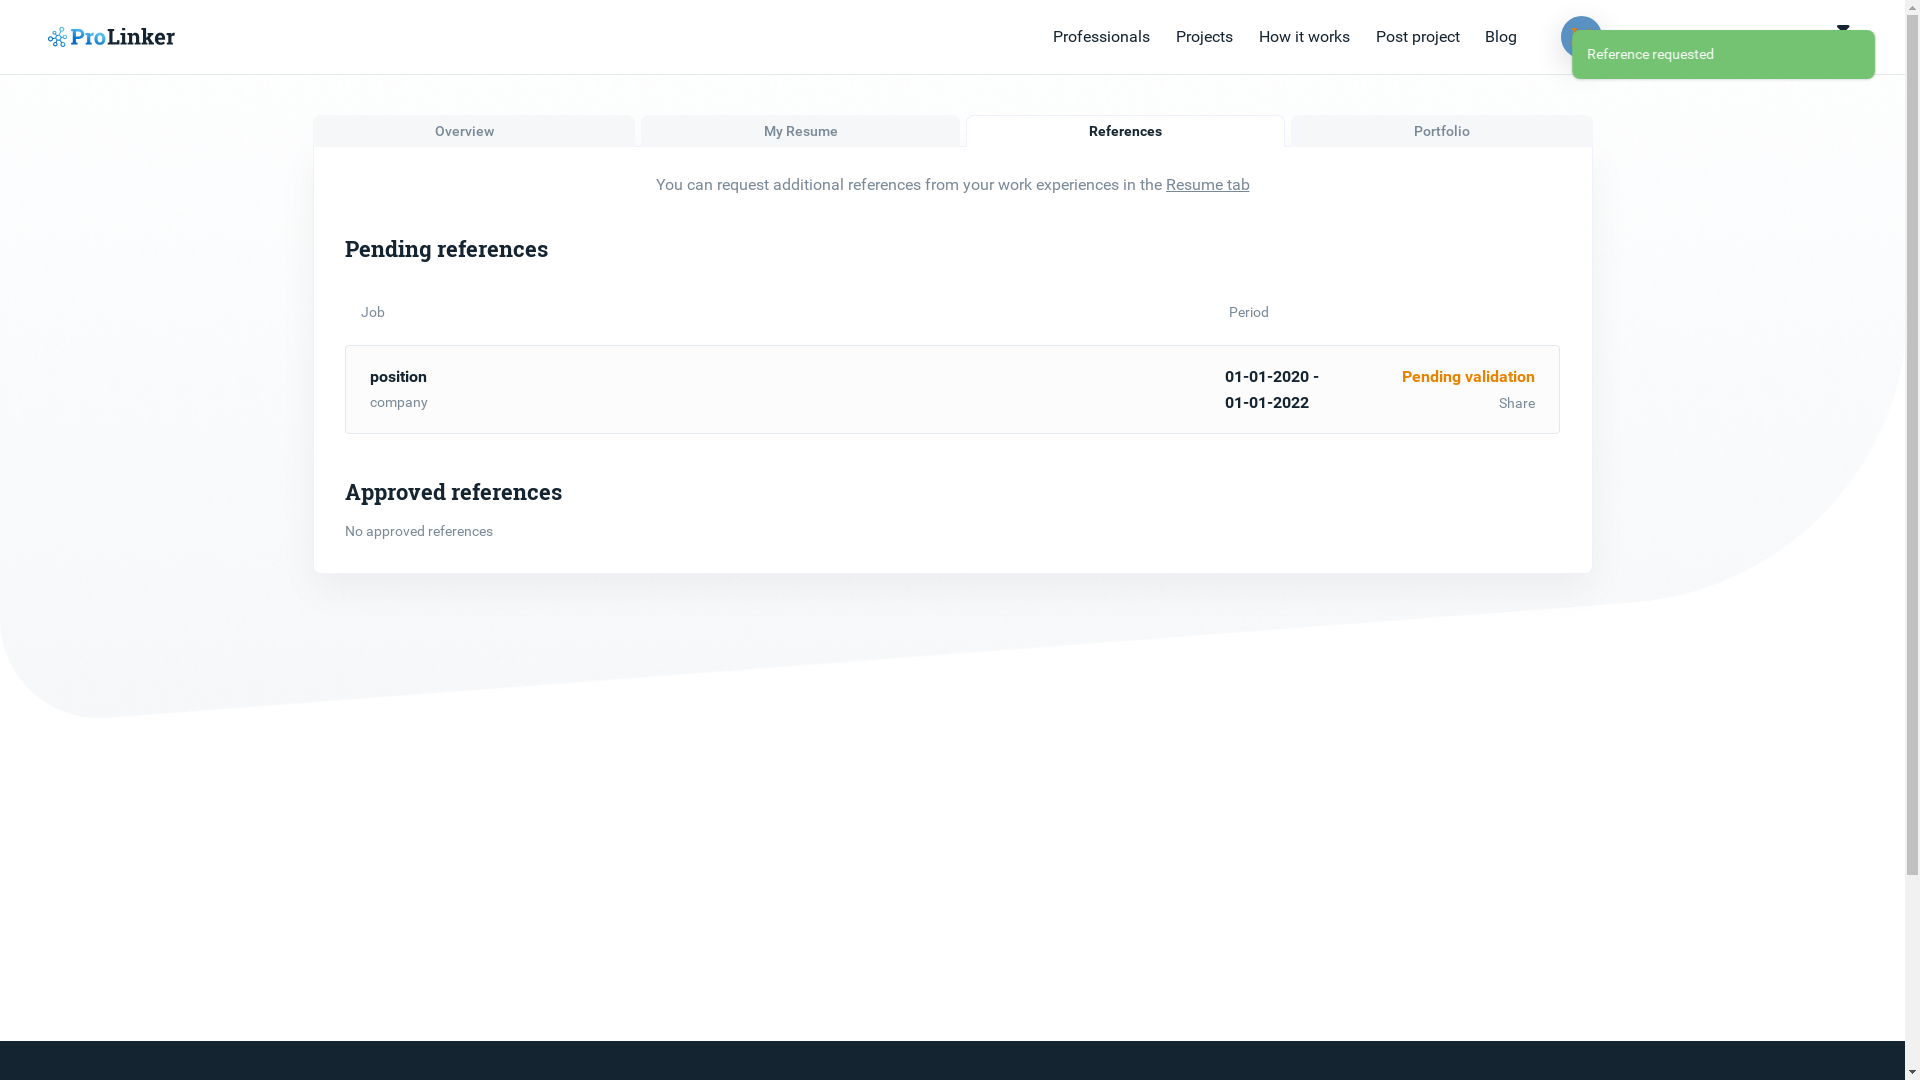 ProLinker
Professionals
Projects
How it works
Post project
Blog
Reference requested
Overview
My Resume
References
Portfolio
You can request additional references from your work experiences in the Resume tab
Pending references
Job
Period
position
01-01-2020 -
Pending validation
company
01-01-2022
Share
Approved references
No approved references